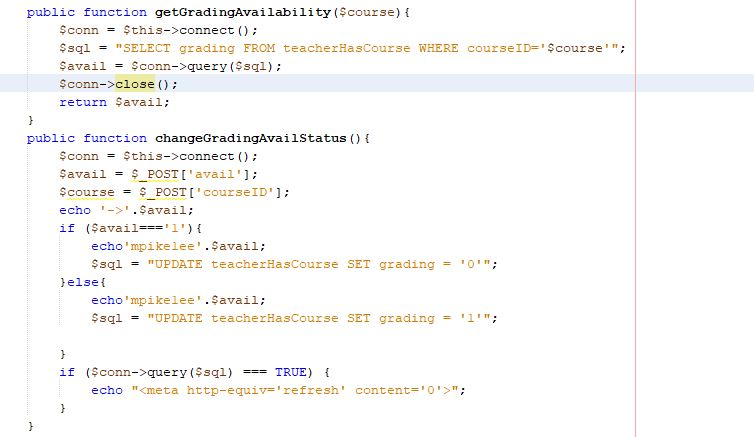 public function getGradingAvailability($course){
$conn = $this->connect();
$sql = "SELECT grading FROM teacherHasCourse WHERE courseID='$course'";
$avail = $conn->query($sql);
$conn->close();
return $avail;
}
public function changeGradingAvailStatus(){
$conn = $this->connect();
$avail = $_POST['avail'];
$course = $_POST['courseID'];
echo '->'.$avail;
if ($avail==='1'){
echo'mpikelee'.$avail;
$sql = "UPDATE teacherHasCourse SET grading = '0'";
}else{
echo'mpikelee'.$avail;
$sql = "UPDATE teacherHasCourse SET grading = '1'";
}
if ($conn->query($sql) === TRUE) {
echo "<meta http-equiv='refresh' content='0'>";
}
}